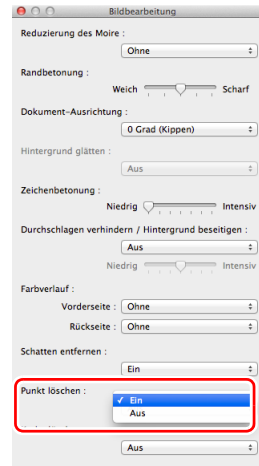 Bildbearbeitung
Reduzierung des Moire :
Ohne
Randbetonung :
Weich Scharf
Dokument-Ausrichtung :
0 Grad (Kippen)
Hintergrund glätten :
Aus
Zeichenbetonung :
Niedrig Intensiv
Durchschlagen verhindern / Hintergrund beseitigen :
Aus
Niedrig Intensiv
Farbverlauf :
Vorderseite : Ohne
Rückseite : Ohne
Schatten entfernen :
Ein
Punkt löschen :
✓ Ein
Aus
Aus